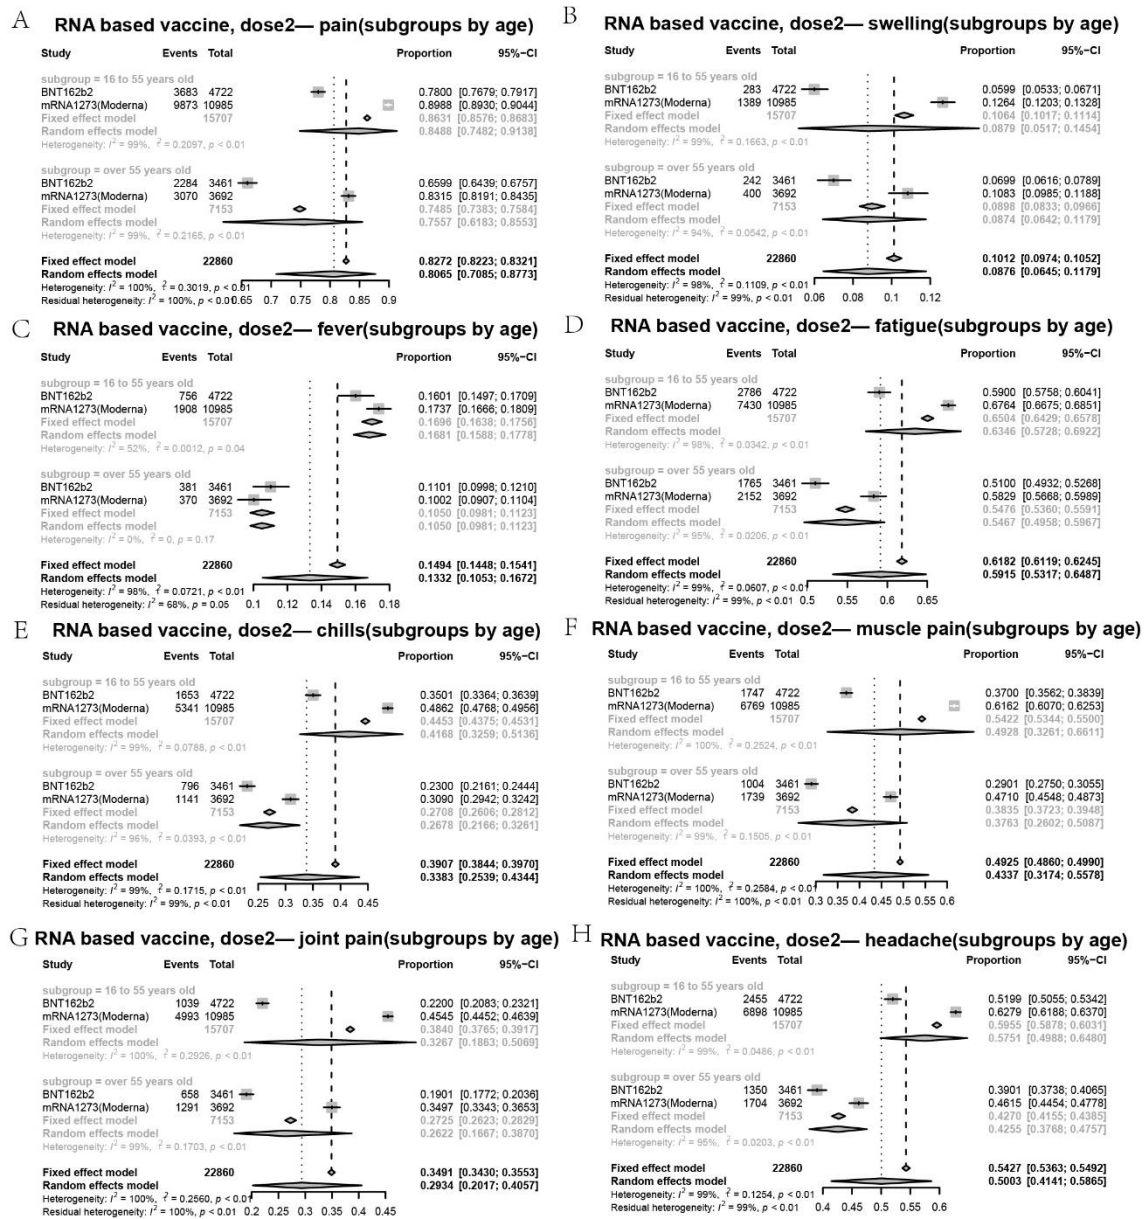 A RNA based vaccine, dose2— pain(subgroups by age)
Study Events Total Proportion 95%−CI
subgroup = 16 to 55 years old
BNT162b2 3683 4722 0.7800 [0.7679; 0.7917]
mRNA1273(Moderna) 9873 10985 0.8988 [0.8930; 0.9044]
Fixed effect model 15707 0.8631 [0.8576; 0.8683]
Random effects model 0.8488 [0.7482; 0.9138]
Heterogeneity: I² = 99%, τ² = 0.2097, p < 0.01
subgroup = over 55 years old
BNT162b2 2284 3461 0.6599 [0.6439; 0.6757]
mRNA1273(Moderna) 3070 3692 0.8315 [0.8191; 0.8435]
Fixed effect model 7153 0.7485 [0.7383; 0.7584]
Random effects model 0.7557 [0.6183; 0.8553]
Heterogeneity: I² = 99%, τ² = 0.2165, p < 0.01
Fixed effect model 22860 0.8272 [0.8223; 0.8321]
Random effects model 0.8065 [0.7085; 0.8773]
Heterogeneity: I² = 100%, τ² = 0.3019, p < 0.01
Residual heterogeneity: I² = 100%, p < 0.01
0.65 0.7 0.75 0.8 0.85 0.9
B RNA based vaccine, dose2— swelling(subgroups by age)
Study Events Total Proportion 95%−CI
subgroup = 16 to 55 years old
BNT162b2 283 4722 0.0599 [0.0533; 0.0671]
mRNA1273(Moderna) 1389 10985 0.1264 [0.1203; 0.1328]
Fixed effect model 15707 0.1064 [0.1017; 0.1114]
Random effects model 0.0879 [0.0517; 0.1454]
Heterogeneity: I² = 99%, τ² = 0.1663, p < 0.01
subgroup = over 55 years old
BNT162b2 242 3461 0.0699 [0.0616; 0.0789]
mRNA1273(Moderna) 400 3692 0.1083 [0.0985; 0.1188]
Fixed effect model 7153 0.0898 [0.0833; 0.0966]
Random effects model 0.0874 [0.0642; 0.1179]
Heterogeneity: I² = 94%, τ² = 0.0542, p < 0.01
Fixed effect model 22860 0.1012 [0.0974; 0.1052]
Random effects model 0.0876 [0.0645; 0.1179]
Heterogeneity: I² = 98%, τ² = 0.1109, p < 0.01
Residual heterogeneity: I² = 99%, p < 0.01
0.06 0.08 0.1 0.12
C RNA based vaccine, dose2— fever(subgroups by age)
Study Events Total Proportion 95%−CI
subgroup = 16 to 55 years old
BNT162b2 756 4722 0.1601 [0.1497; 0.1709]
mRNA1273(Moderna) 1908 10985 0.1737 [0.1666; 0.1809]
Fixed effect model 15707 0.1696 [0.1638; 0.1756]
Random effects model 0.1681 [0.1588; 0.1778]
Heterogeneity: I² = 52%, τ² = 0.0012, p = 0.04
subgroup = over 55 years old
BNT162b2 381 3461 0.1101 [0.0998; 0.1210]
mRNA1273(Moderna) 370 3692 0.1002 [0.0907; 0.1104]
Fixed effect model 7153 0.1050 [0.0981; 0.1123]
Random effects model 0.1050 [0.0981; 0.1123]
Heterogeneity: I² = 0%, τ² = 0, p = 0.17
Fixed effect model 22860 0.1494 [0.1448; 0.1541]
Random effects model 0.1332 [0.1053; 0.1672]
Heterogeneity: I² = 98%, τ² = 0.0721, p < 0.01
Residual heterogeneity: I² = 68%, p = 0.05
0.1 0.12 0.14 0.16 0.18
D RNA based vaccine, dose2— fatigue(subgroups by age)
Study Events Total Proportion 95%−CI
subgroup = 16 to 55 years old
BNT162b2 2786 4722 0.5900 [0.5758; 0.6041]
mRNA1273(Moderna) 7430 10985 0.6764 [0.6675; 0.6851]
Fixed effect model 15707 0.6504 [0.6429; 0.6578]
Random effects model 0.6346 [0.5728; 0.6922]
Heterogeneity: I² = 98%, τ² = 0.0342, p < 0.01
subgroup = over 55 years old
BNT162b2 1765 3461 0.5100 [0.4932; 0.5268]
mRNA1273(Moderna) 2152 3692 0.5829 [0.5668; 0.5989]
Fixed effect model 7153 0.5476 [0.5360; 0.5591]
Random effects model 0.5467 [0.4958; 0.5967]
Heterogeneity: I² = 95%, τ² = 0.0206, p < 0.01
Fixed effect model 22860 0.6182 [0.6119; 0.6245]
Random effects model 0.5915 [0.5317; 0.6487]
Heterogeneity: I² = 99%, τ² = 0.0607, p < 0.01
Residual heterogeneity: I² = 99%, p < 0.01
0.5 0.55 0.6 0.65
E RNA based vaccine, dose2— chills(subgroups by age)
Study Events Total Proportion 95%−CI
subgroup = 16 to 55 years old
BNT162b2 1653 4722 0.3501 [0.3364; 0.3639]
mRNA1273(Moderna) 5341 10985 0.4862 [0.4768; 0.4956]
Fixed effect model 15707 0.4453 [0.4375; 0.4531]
Random effects model 0.4168 [0.3259; 0.5136]
Heterogeneity: I² = 99%, τ² = 0.0788, p < 0.01
subgroup = over 55 years old
BNT162b2 796 3461 0.2300 [0.2161; 0.2444]
mRNA1273(Moderna) 1141 3692 0.3090 [0.2942; 0.3242]
Fixed effect model 7153 0.2708 [0.2606; 0.2812]
Random effects model 0.2678 [0.2166; 0.3261]
Heterogeneity: I² = 96%, τ² = 0.0393, p < 0.01
Fixed effect model 22860 0.3907 [0.3844; 0.3970]
Random effects model 0.3383 [0.2539; 0.4344]
Heterogeneity: I² = 99%, τ² = 0.1715, p < 0.01
Residual heterogeneity: I² = 99%, p < 0.01
0.25 0.35 0.45
F RNA based vaccine, dose2— muscle pain(subgroups by age)
Study Events Total Proportion 95%−CI
subgroup = 16 to 55 years old
BNT162b2 1747 4722 0.3700 [0.3562; 0.3839]
mRNA1273(Moderna) 6769 10985 0.6162 [0.6070; 0.6253]
Fixed effect model 15707 0.5422 [0.5344; 0.5500]
Random effects model 0.4928 [0.3261; 0.6611]
Heterogeneity: I² = 100%, τ² = 0.2524, p < 0.01
subgroup = over 55 years old
BNT162b2 1004 3461 0.2901 [0.2750; 0.3055]
mRNA1273(Moderna) 1739 3692 0.4710 [0.4548; 0.4873]
Fixed effect model 7153 0.3835 [0.3723; 0.3948]
Random effects model 0.3763 [0.2602; 0.5087]
Heterogeneity: I² = 99%, τ² = 0.1505, p < 0.01
Fixed effect model 22860 0.4925 [0.4860; 0.4990]
Random effects model 0.4337 [0.3174; 0.5578]
Heterogeneity: I² = 100%, τ² = 0.2584, p < 0.01
Residual heterogeneity: I² = 100%, p < 0.01
0.3 0.4 0.5 0.6
G RNA based vaccine, dose2— joint pain(subgroups by age)
Study Events Total Proportion 95%−CI
subgroup = 16 to 55 years old
BNT162b2 1039 4722 0.2200 [0.2083; 0.2321]
mRNA1273(Moderna) 4993 10985 0.4545 [0.4452; 0.4639]
Fixed effect model 15707 0.3840 [0.3765; 0.3917]
Random effects model 0.3267 [0.1863; 0.5069]
Heterogeneity: I² = 100%, τ² = 0.2926, p < 0.01
subgroup = over 55 years old
BNT162b2 658 3461 0.1901 [0.1772; 0.2036]
mRNA1273(Moderna) 1291 3692 0.3497 [0.3343; 0.3653]
Fixed effect model 7153 0.2725 [0.2623; 0.2829]
Random effects model 0.2622 [0.1667; 0.3870]
Heterogeneity: I² = 99%, τ² = 0.1703, p < 0.01
Fixed effect model 22860 0.3491 [0.3430; 0.3553]
Random effects model 0.2934 [0.2017; 0.4057]
Heterogeneity: I² = 100%, τ² = 0.2560, p < 0.01
Residual heterogeneity: I² = 100%, p < 0.01
0.2 0.25 0.3 0.35 0.4 0.45
H RNA based vaccine, dose2— headache(subgroups by age)
Study Events Total Proportion 95%−CI
subgroup = 16 to 55 years old
BNT162b2 2455 4722 0.5199 [0.5055; 0.5342]
mRNA1273(Moderna) 6898 10985 0.6279 [0.6188; 0.6370]
Fixed effect model 15707 0.5955 [0.5878; 0.6031]
Random effects model 0.5751 [0.4988; 0.6480]
Heterogeneity: I² = 99%, τ² = 0.0486, p < 0.01
subgroup = over 55 years old
BNT162b2 1350 3461 0.3901 [0.3738; 0.4065]
mRNA1273(Moderna) 1704 3692 0.4615 [0.4454; 0.4778]
Fixed effect model 7153 0.4270 [0.4155; 0.4385]
Random effects model 0.4255 [0.3768; 0.4757]
Heterogeneity: I² = 95%, τ² = 0.0203, p < 0.01
Fixed effect model 22860 0.5427 [0.5363; 0.5492]
Random effects model 0.5003 [0.4141; 0.5865]
Heterogeneity: I² = 99%, τ² = 0.1254, p < 0.01
Residual heterogeneity: I² = 99%, p < 0.01
0.4 0.45 0.5 0.55 0.6